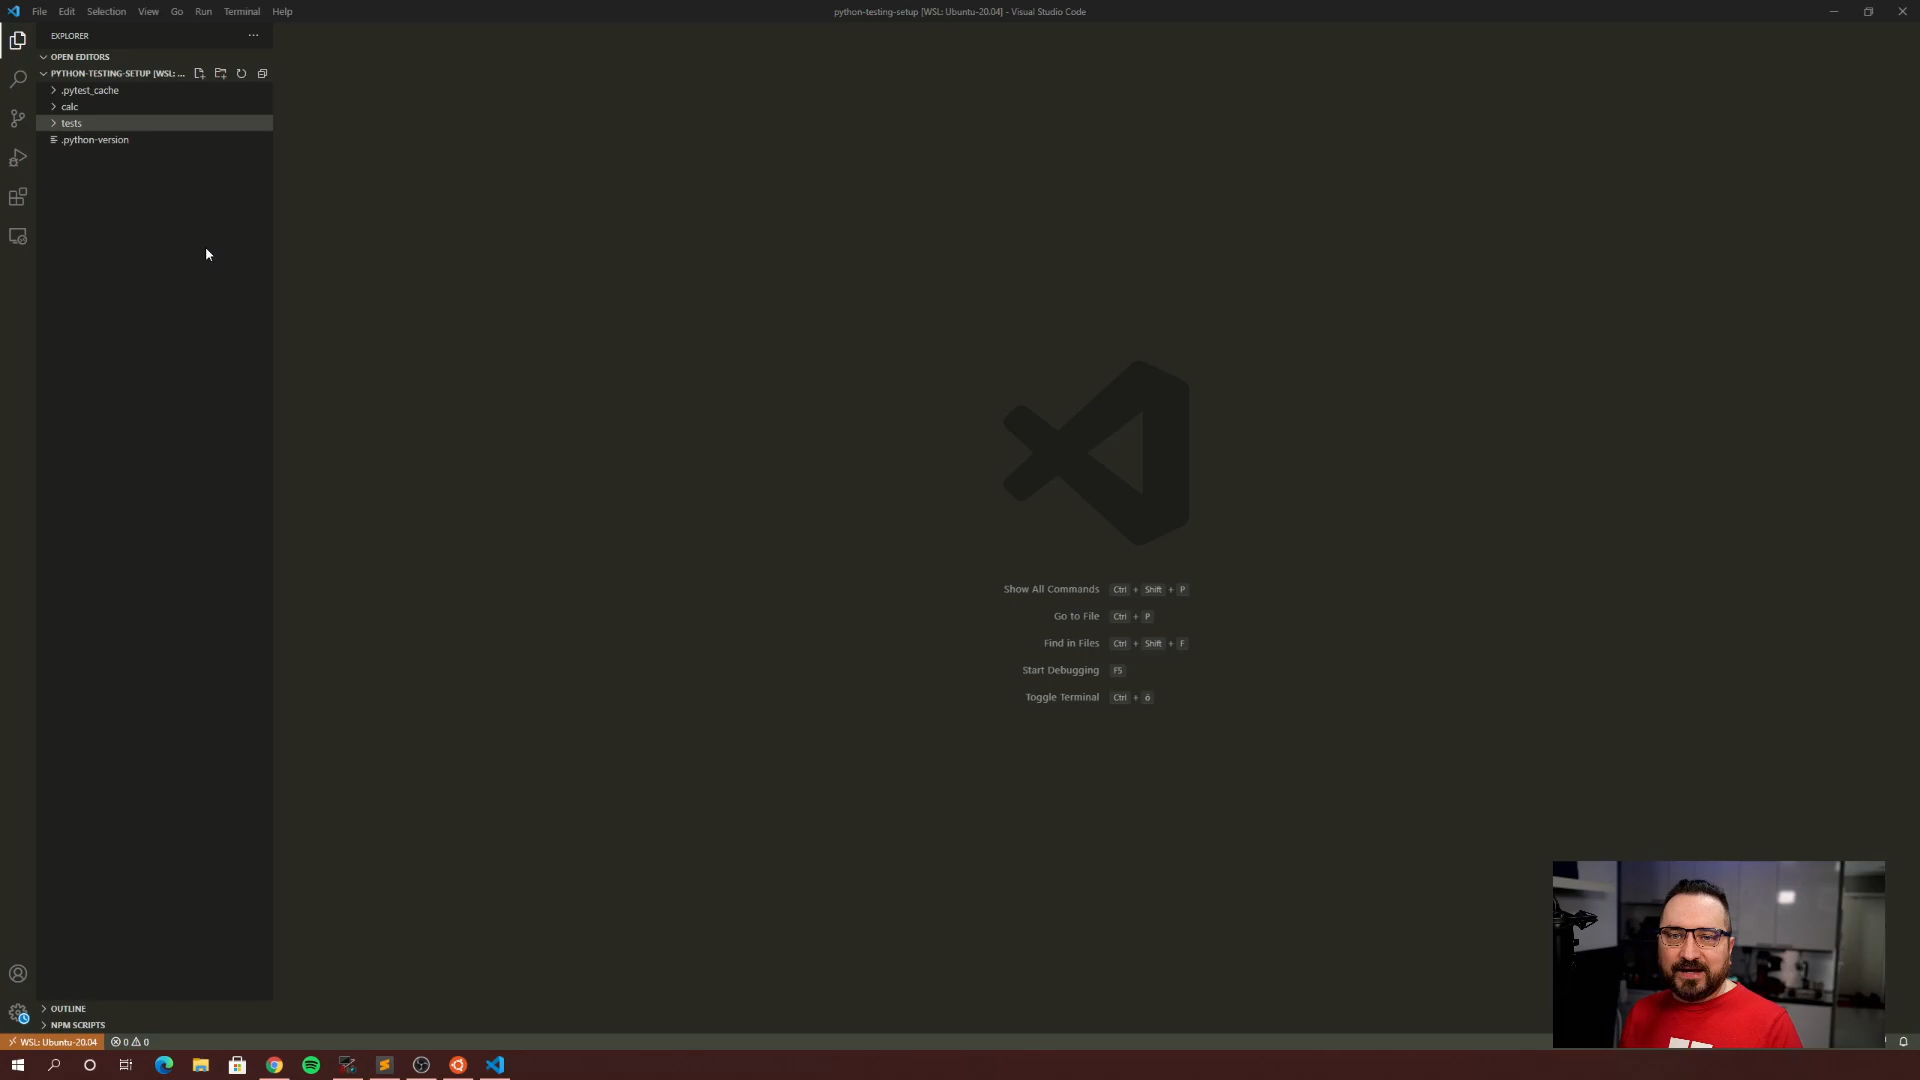 File Edit Selection View Go Run Terminal Help
python-testing-setup [WSL: Ubuntu-20.04] - Visual Studio Code
EXPLORER
OPEN EDITORS
PYTHON-TESTING-SETUP [WSL: ...
.pytest_cache
calc
tests
.python-version
Show All Commands Ctrl + Shift + P
Go to File Ctrl + P
Find in Files Ctrl + Shift + F
Start Debugging F5
Toggle Terminal Ctrl + ö
OUTLINE
NPM SCRIPTS
WSL: Ubuntu-20.04 0 0